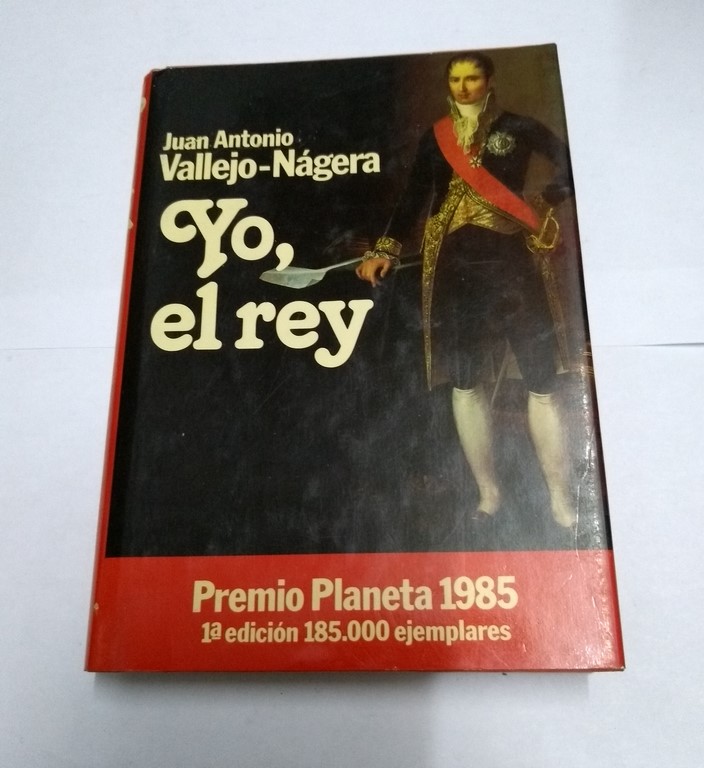 Juan Antonio
Vallejo-Nágera
Yo,
el rey
Premio Planeta 1985
1ª edición 185.000 ejemplares